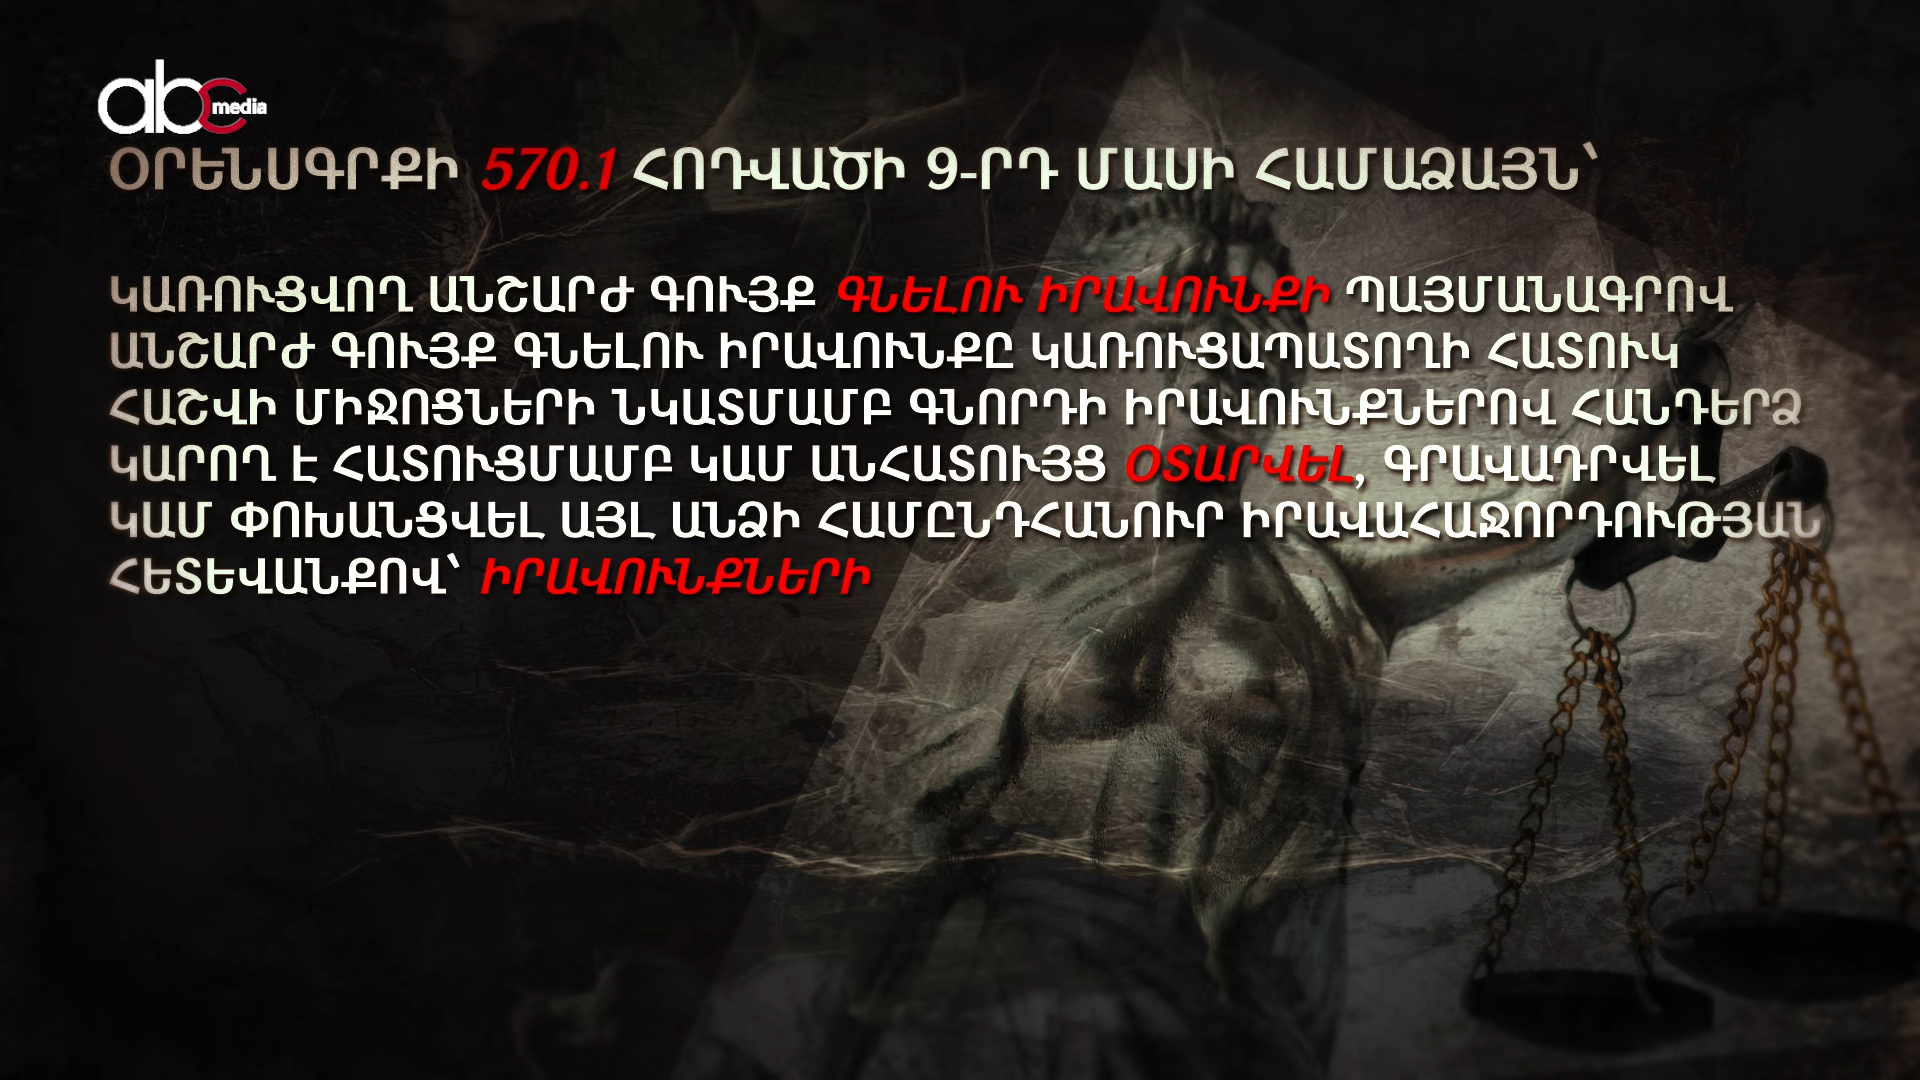 abc media
ՕՐԵՆՍԳՐՔԻ 570.1 ՀՈԴՎԱԾԻ 9-ՐԴ ՄԱՍԻ ՀԱՄԱՁԱՅՆ՝
ԿԱՌՈՒՑՎՈՂ ԱՆՇԱՐԺ ԳՈՒՅՔ ԳՆԵԼՈՒ ԻՐԱՎՈՒՆՔԻ ՊԱՅՄԱՆԱԳՐՈՎ
ԱՆՇԱՐԺ ԳՈՒՅՔ ԳՆԵԼՈՒ ԻՐԱՎՈՒՆՔԸ ԿԱՌՈՒՑԱՊԱՏՈՂԻ ՀԱՏՈՒԿ
ՀԱՇՎԻ ՄԻՋՈՑՆԵՐԻ ՆԿԱՏՄԱՄԲ ԳՆՈՐԴԻ ԻՐԱՎՈՒՆՔՆԵՐՈՎ ՀԱՆԴԵՐՁ
ԿԱՐՈՂ Է ՀԱՏՈՒՑՄԱՄԲ ԿԱՄ ԱՆՀԱՏՈՒՅՑ ՕՏԱՐՎԵԼ, ԳՐԱՎԱԴՐՎԵԼ
ԿԱՄ ՓՈԽԱՆՑՎԵԼ ԱՅԼ ԱՆՁԻ ՀԱՄԸՆԴՀԱՆՈՒՐ ԻՐԱՎԱՀԱՋՈՐԴՈՒԹՅԱՆ
ՀԵՏԵՎԱՆՔՈՎ՝ ԻՐԱՎՈՒՆՔՆԵՐԻ